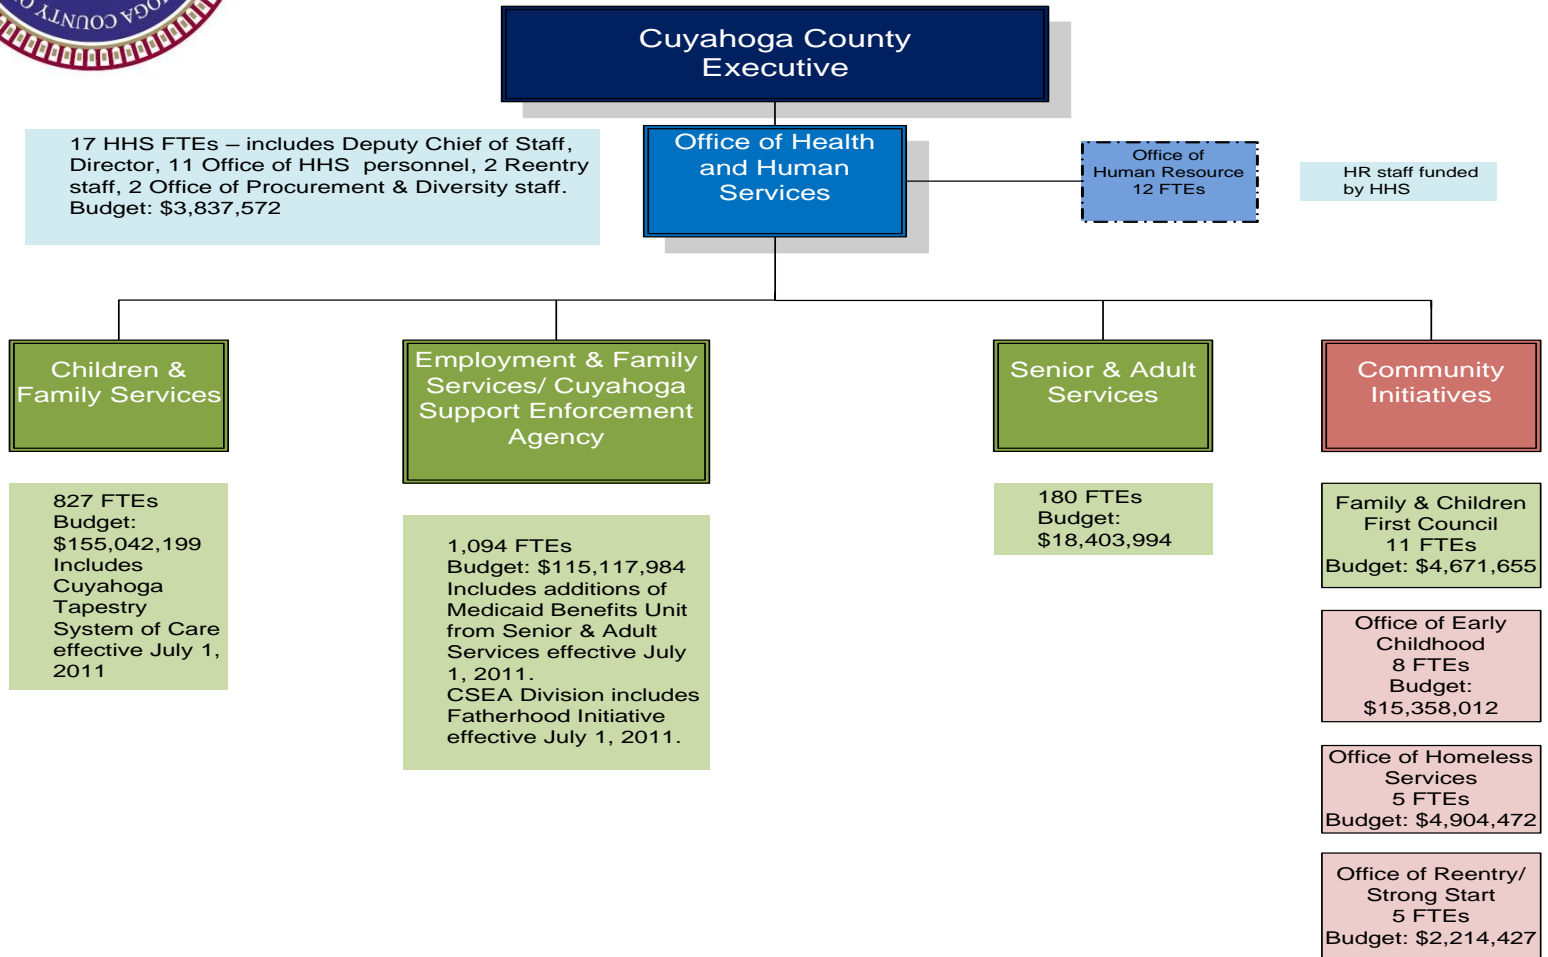 OGA COUNTY O
Cuyahoga County
Executive
17 HHS FTEs – includes Deputy Chief of Staff,
Director, 11 Office of HHS personnel, 2 Reentry
staff, 2 Office of Procurement & Diversity staff.
Budget: $3,837,572
Office of Health
and Human
Services
Office of
Human Resource
12 FTEs
HR staff funded
by HHS
Children &
Family Services
Employment & Family
Services/ Cuyahoga
Support Enforcement
Agency
Senior & Adult
Services
Community
Initiatives
827 FTEs
Budget:
$155,042,199
Includes
Cuyahoga
Tapestry
System of Care
effective July 1,
2011
1,094 FTEs
Budget: $115,117,984
Includes additions of
Medicaid Benefits Unit
from Senior & Adult
Services effective July
1, 2011.
CSEA Division includes
Fatherhood Initiative
effective July 1, 2011.
180 FTEs
Budget:
$18,403,994
Family & Children
First Council
11 FTEs
Budget: $4,671,655
Office of Early
Childhood
8 FTEs
Budget:
$15,358,012
Office of Homeless
Services
5 FTEs
Budget: $4,904,472
Office of Reentry/
Strong Start
5 FTEs
Budget: $2,214,427